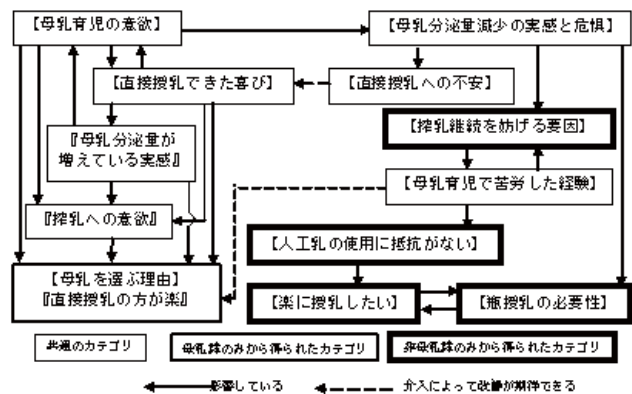 【母乳育児の意欲】
【母乳分泌量減少の実感と危惧】
【直接授乳できた喜び】
【直接授乳への不安】
『母乳分泌量が
増えている実感』
【搾乳継続を妨げる要因】
【母乳育児で苦労した経験】
『搾乳への意欲』
【人工乳の使用に抵抗がない】
【母乳を選ぶ理由】
『直接授乳の方が楽』
【楽に授乳したい】
【瓶授乳の必要性】
共通のカテゴリ
母乳群のみから得られたカテゴリ
非母乳群のみから得られたカテゴリ
影響している
介入によって改善が期待できる